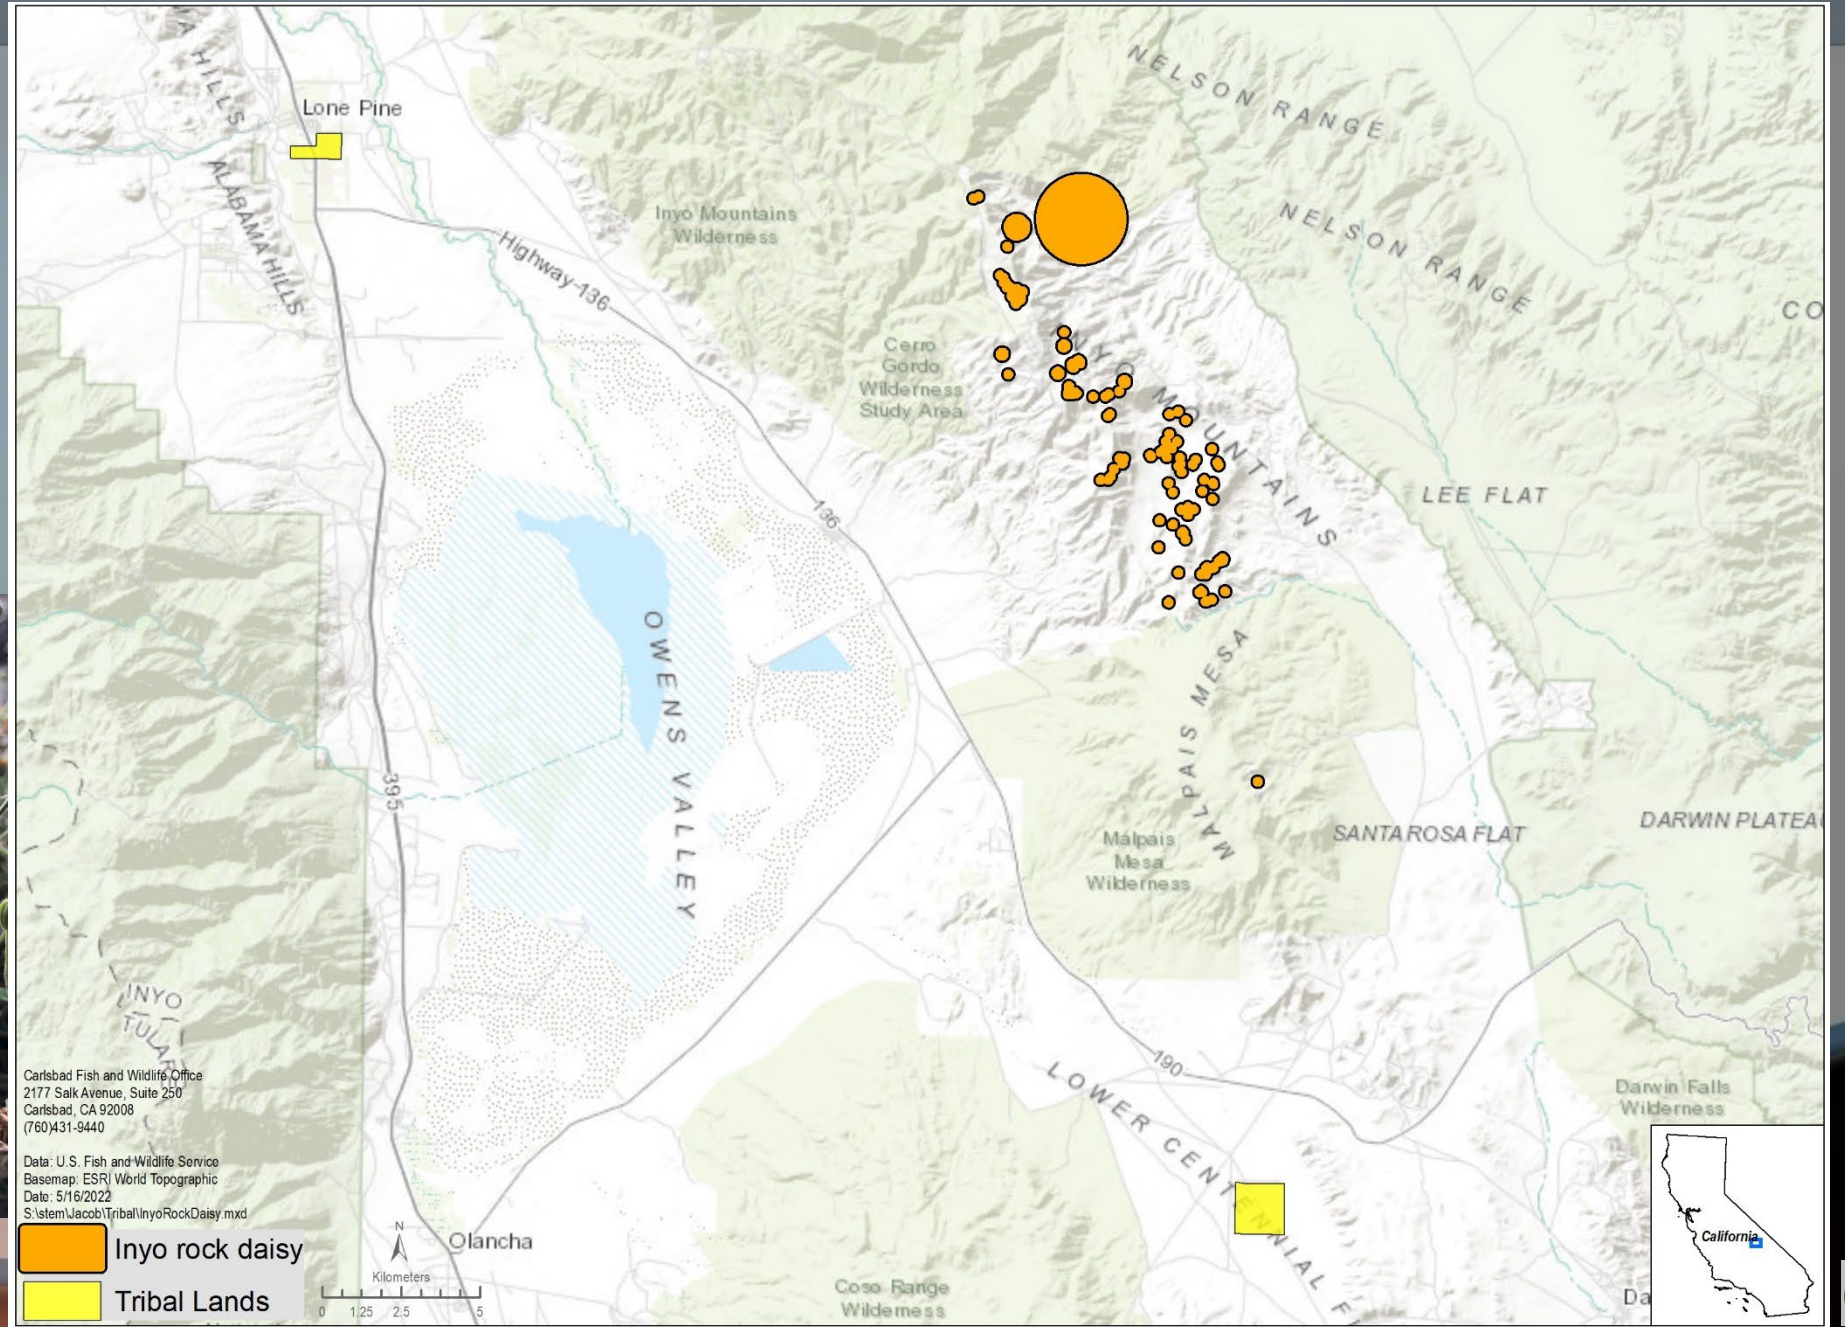 HILLS
Lone Pine
ALABAMA HILLS
Highway 136
Inyo Mountains
Wilderness
NELSON RANGE
NELSON RANGE
CO
Cerro
Gordo
Wilderness
Study Area
INYO MOUNTAINS
136
LEE FLAT
OWENS VALLEY
395
MALPAIS MESA
Malpais
Mesa
Wilderness
SANTA ROSA FLAT
DARWIN PLATEAU
INYO
TULARE
190
LOWER CENTENNIAL F
Darwin Falls
Wilderness
Carlsbad Fish and Wildlife Office
2177 Salk Avenue, Suite 250
Carlsbad, CA 92008
(760)431-9440
Data: U.S. Fish and Wildlife Service
Basemap: ESRI World Topographic
Date: 5/16/2022
S:\stem\Jacob\Tribal\InyoRockDaisy.mxd
Inyo rock daisy
Tribal Lands
N
Kilometers
0 1.25 2.5 5
Olancha
Coso Range
Wilderness
Da
California